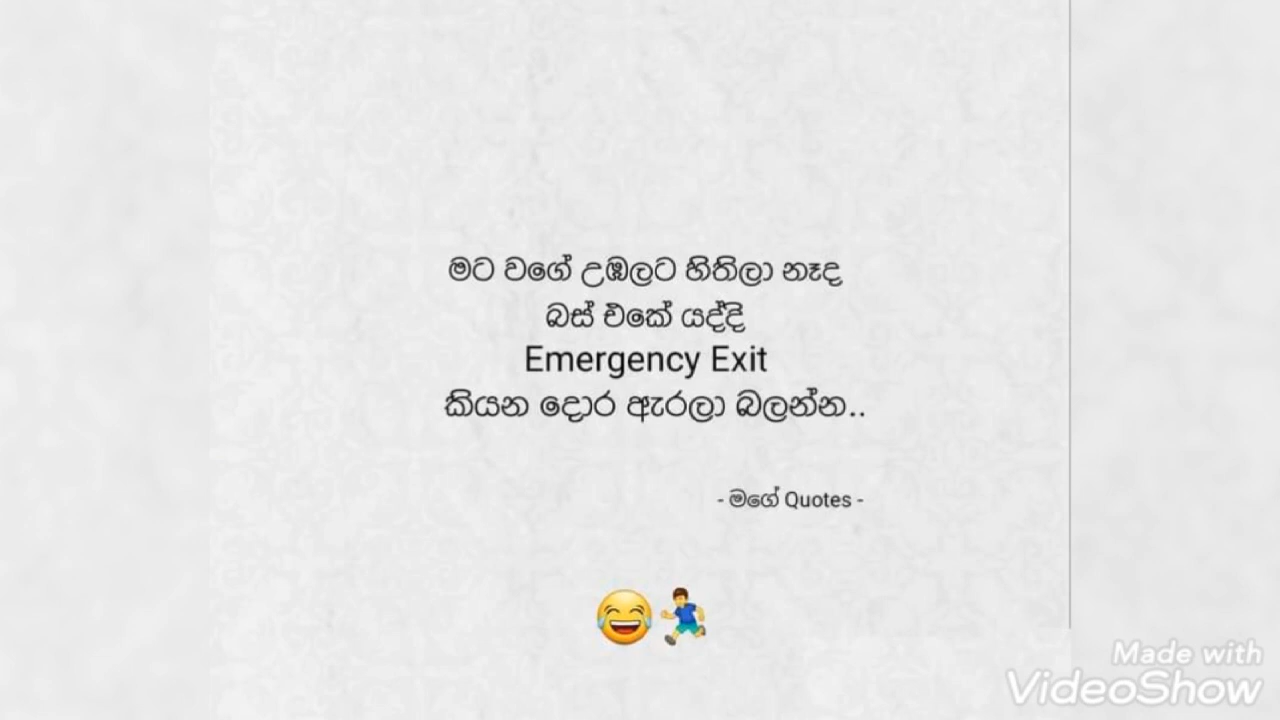 මට වගේ උඹලට හිතිලා නෑද
බස් එකේ යද්දි
Emergency Exit
කියන දොර ඇරලා බලන්න..
- මගේ Quotes -
Made with
VideoShow